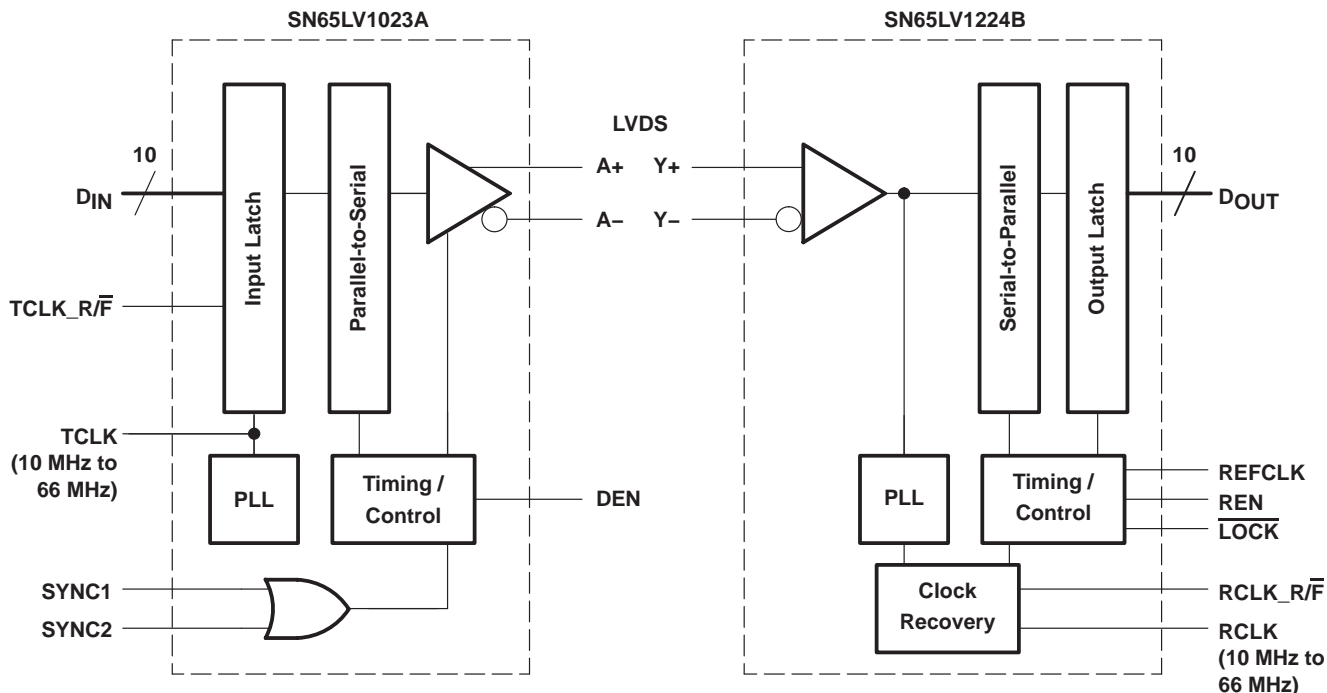 SN65LV1023A
SN65LV1224B
LVDS
10
DIN
A+
Y+
A−
Y−
10
DOUT
Input Latch
Parallel-to-Serial
Serial-to-Parallel
Output Latch
TCLK_R/F̅
TCLK
(10 MHz to
66 MHz)
PLL
Timing /
Control
DEN
PLL
Timing /
Control
REFCLK
REN
L̅O̅C̅K̅
SYNC1
SYNC2
Clock
Recovery
RCLK_R/F̅
RCLK
(10 MHz to
66 MHz)